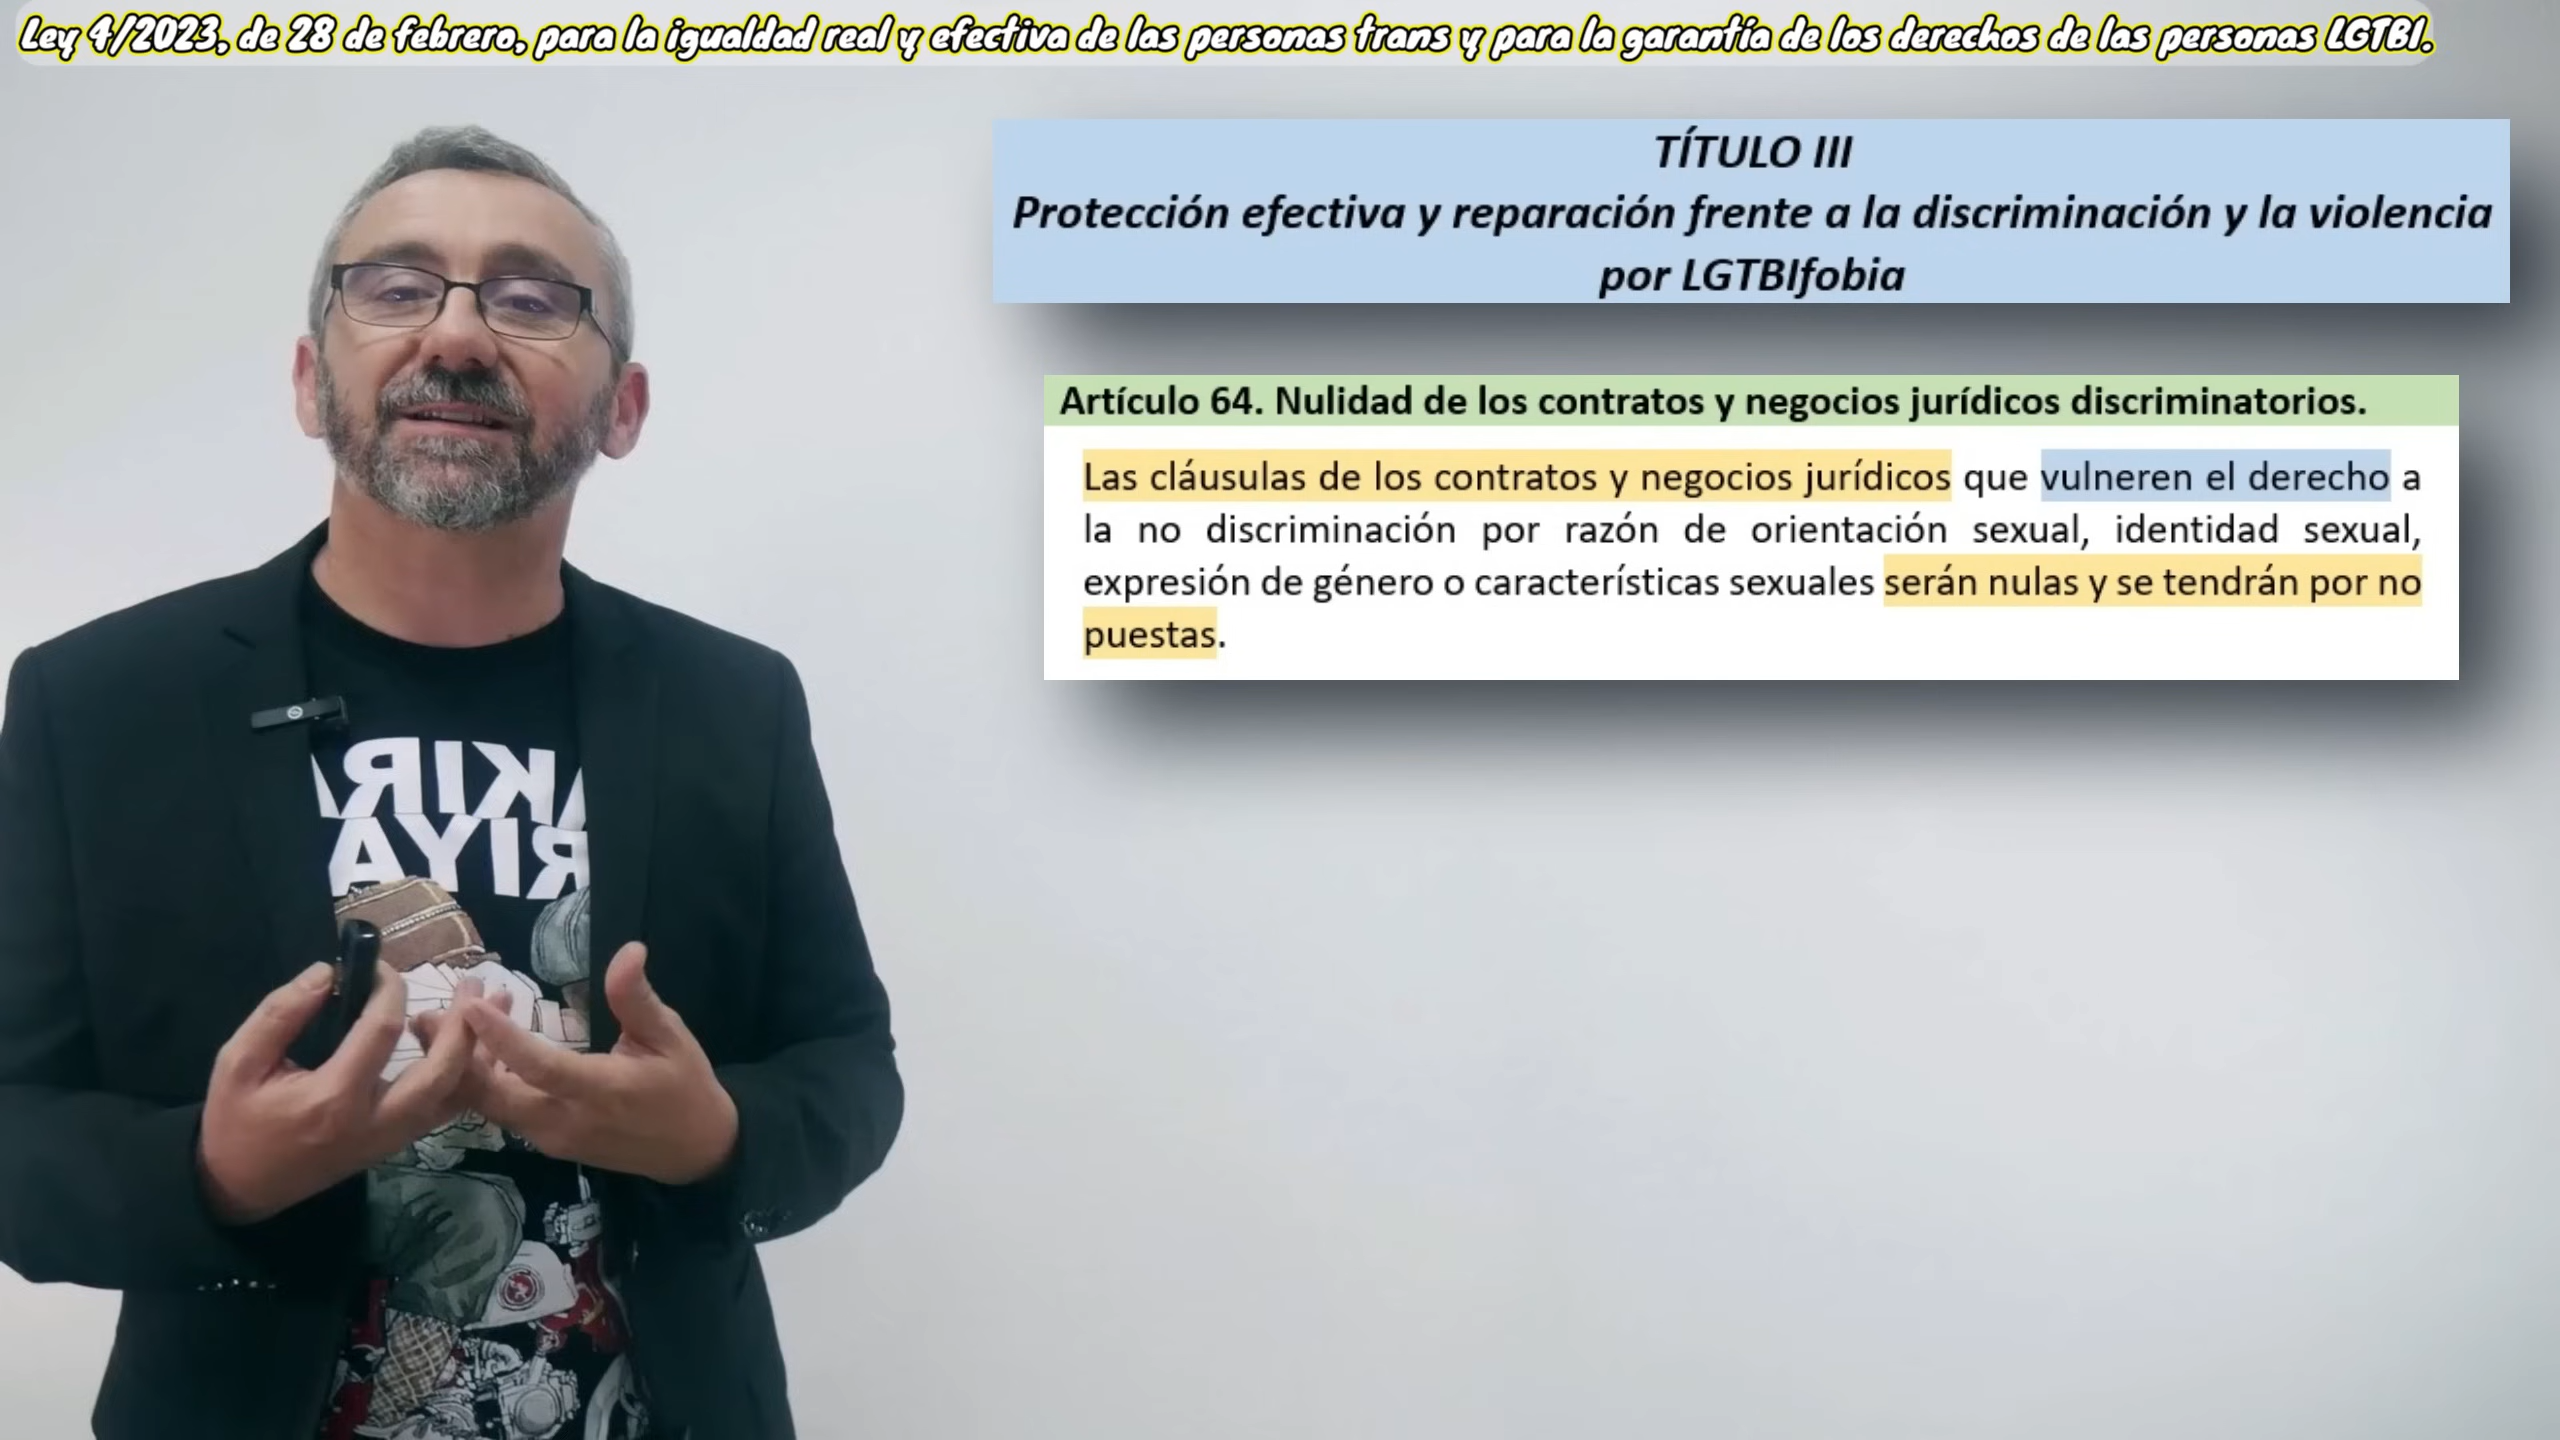 Ley 4/2023, de 28 de febrero, para la igualdad real y efectiva de las personas trans y para la garantía de los derechos de las personas LGTBI.
TÍTULO III
Protección efectiva y reparación frente a la discriminación y la violencia
por LGTBIfobia
Artículo 64. Nulidad de los contratos y negocios jurídicos discriminatorios.
Las cláusulas de los contratos y negocios jurídicos que vulneren el derecho a
la no discriminación por razón de orientación sexual, identidad sexual,
expresión de género o características sexuales serán nulas y se tendrán por no
puestas.
AKIRA